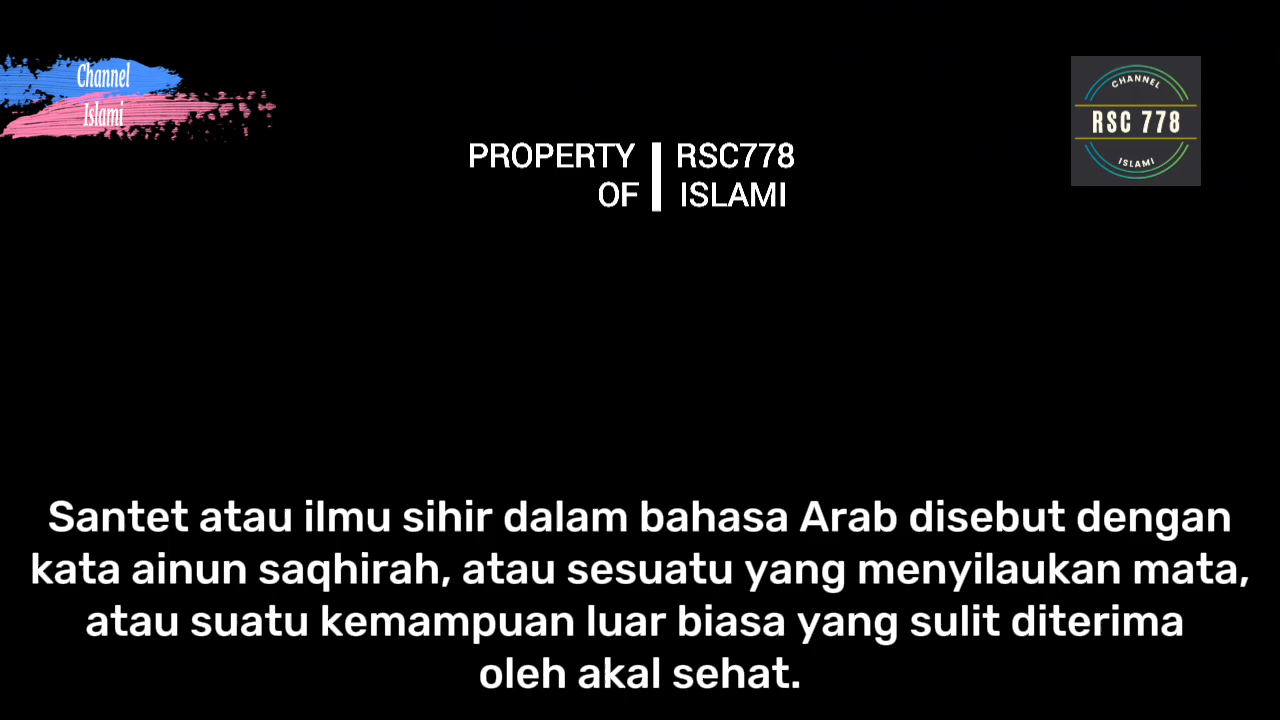 Channel
Islami
CHANNEL
RSC 778
ISLAMI
PROPERTY
OF
RSC778
ISLAMI
Santet atau ilmu sihir dalam bahasa Arab disebut dengan
kata ainun saqhirah, atau sesuatu yang menyilaukan mata,
atau suatu kemampuan luar biasa yang sulit diterima
oleh akal sehat.